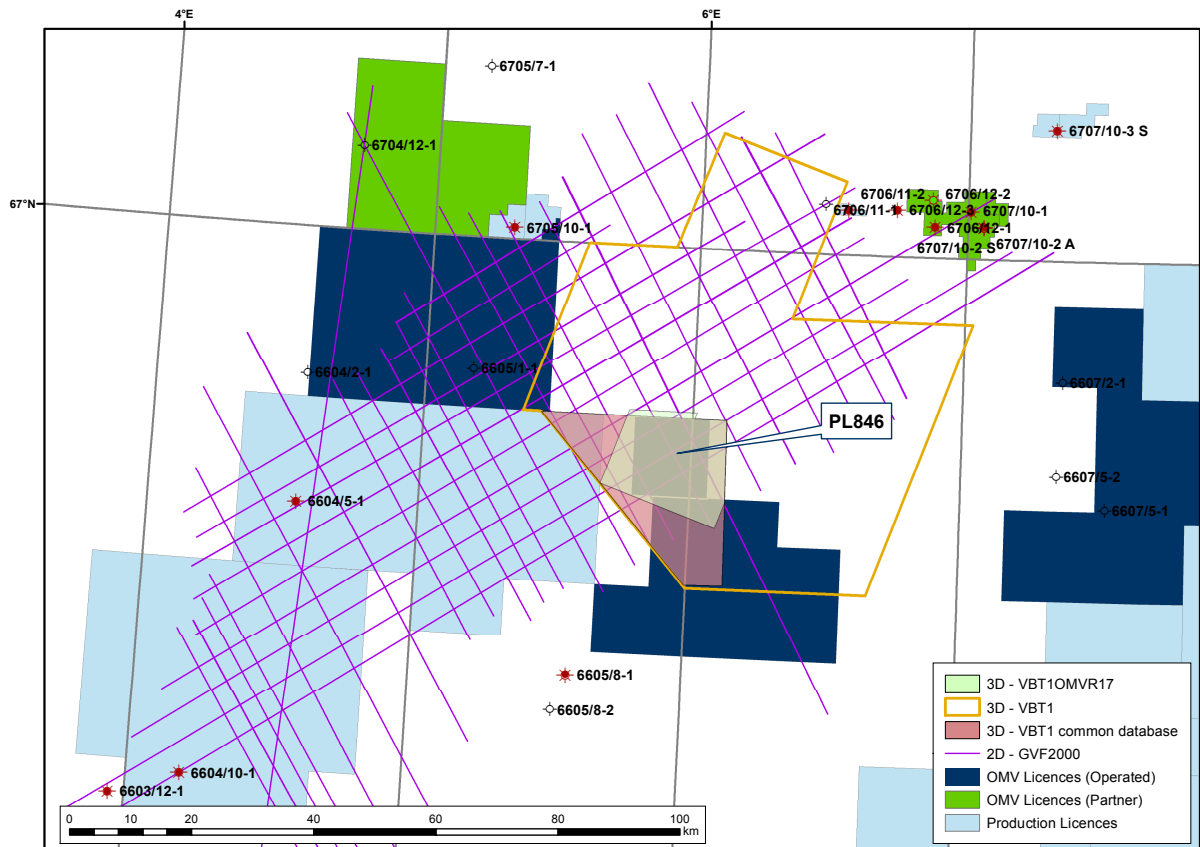 4°E
6°E
6705/7-1
6704/12-1
6707/10-3 S
67°N
6706/11-2
6706/12-2
6706/11-1
6706/12-3
6707/10-1
6705/10-1
6706/12-1
6707/10-2 S
6707/10-2 A
6604/2-1
6605/1-1
6607/2-1
PL846
6607/5-2
6604/5-1
6607/5-1
6605/8-1
6605/8-2
6604/10-1
6603/12-1
3D - VBT1OMVR17
3D - VBT1
3D - VBT1 common database
2D - GVF2000
OMV Licences (Operated)
OMV Licences (Partner)
Production Licences
0 10 20 40 60 80 100
km